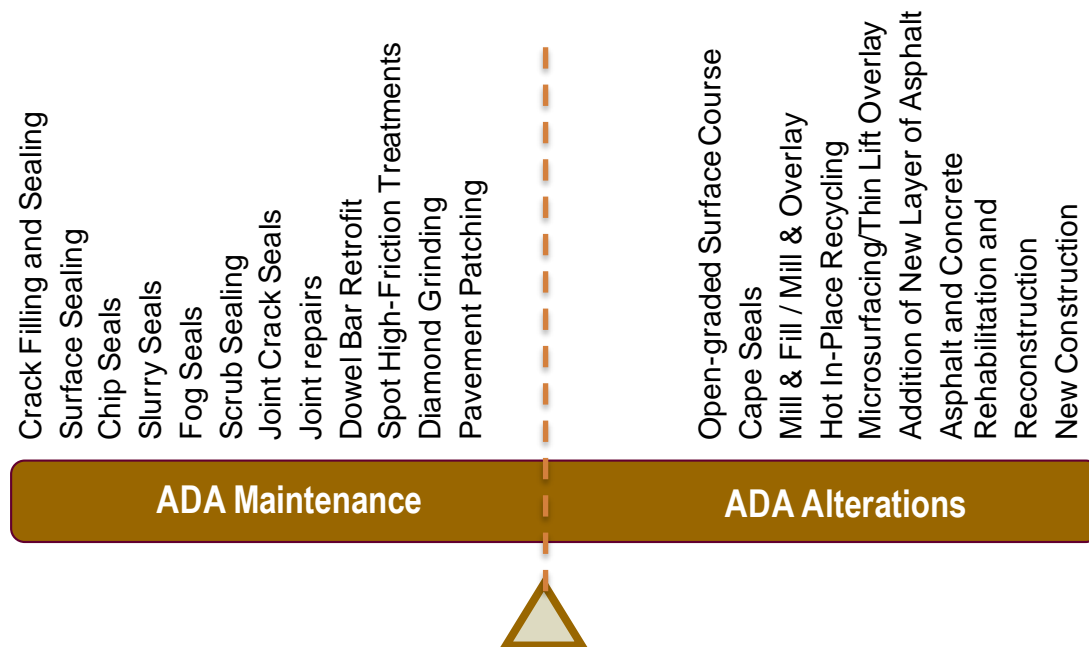 Crack Filling and Sealing
Surface Sealing
Chip Seals
Slurry Seals
Fog Seals
Scrub Sealing
Joint Crack Seals
Joint repairs
Dowel Bar Retrofit
Spot High-Friction Treatments
Diamond Grinding
Pavement Patching
Open-graded Surface Course
Cape Seals
Mill & Fill / Mill & Overlay
Hot In-Place Recycling
Microsurfacing/Thin Lift Overlay
Addition of New Layer of Asphalt
Asphalt and Concrete
Rehabilitation and
Reconstruction
New Construction
ADA Maintenance
ADA Alterations